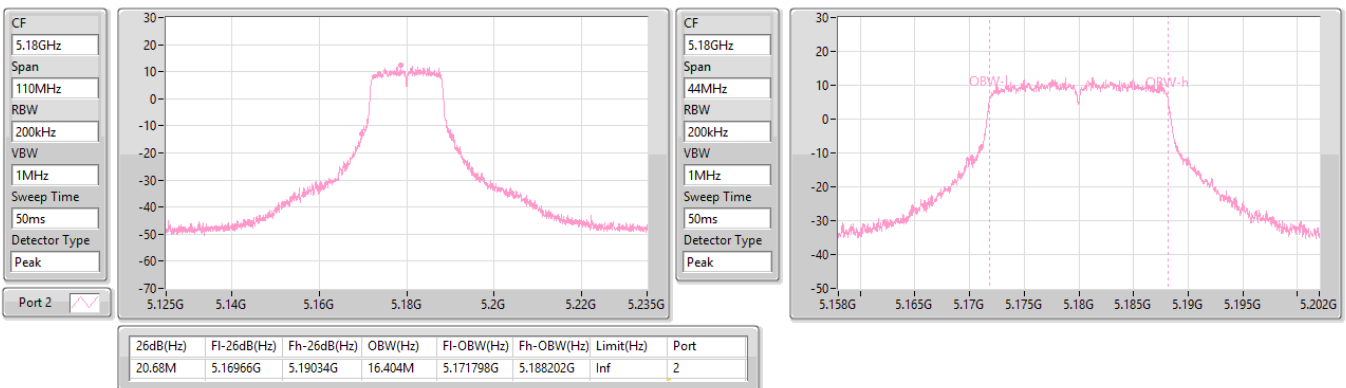 CF
5.18GHz
Span
110MHz
RBW
200kHz
VBW
1MHz
Sweep Time
50ms
Detector Type
Peak
Port 2
30
20
10
0
-10
-20
-30
-40
-50
-60
-70
5.125G 5.14G 5.16G 5.18G 5.2G 5.22G 5.235G
CF
5.18GHz
Span
44MHz
RBW
200kHz
VBW
1MHz
Sweep Time
50ms
Detector Type
Peak
30
20
10
0
-10
-20
-30
-40
-50
OBW-l OBW-h
5.158G 5.165G 5.17G 5.175G 5.18G 5.185G 5.19G 5.195G 5.202G
26dB(Hz) Fl-26dB(Hz) Fh-26dB(Hz) OBW(Hz) Fl-OBW(Hz) Fh-OBW(Hz) Limit(Hz) Port
20.68M 5.16966G 5.19034G 16.404M 5.171798G 5.188202G Inf 2